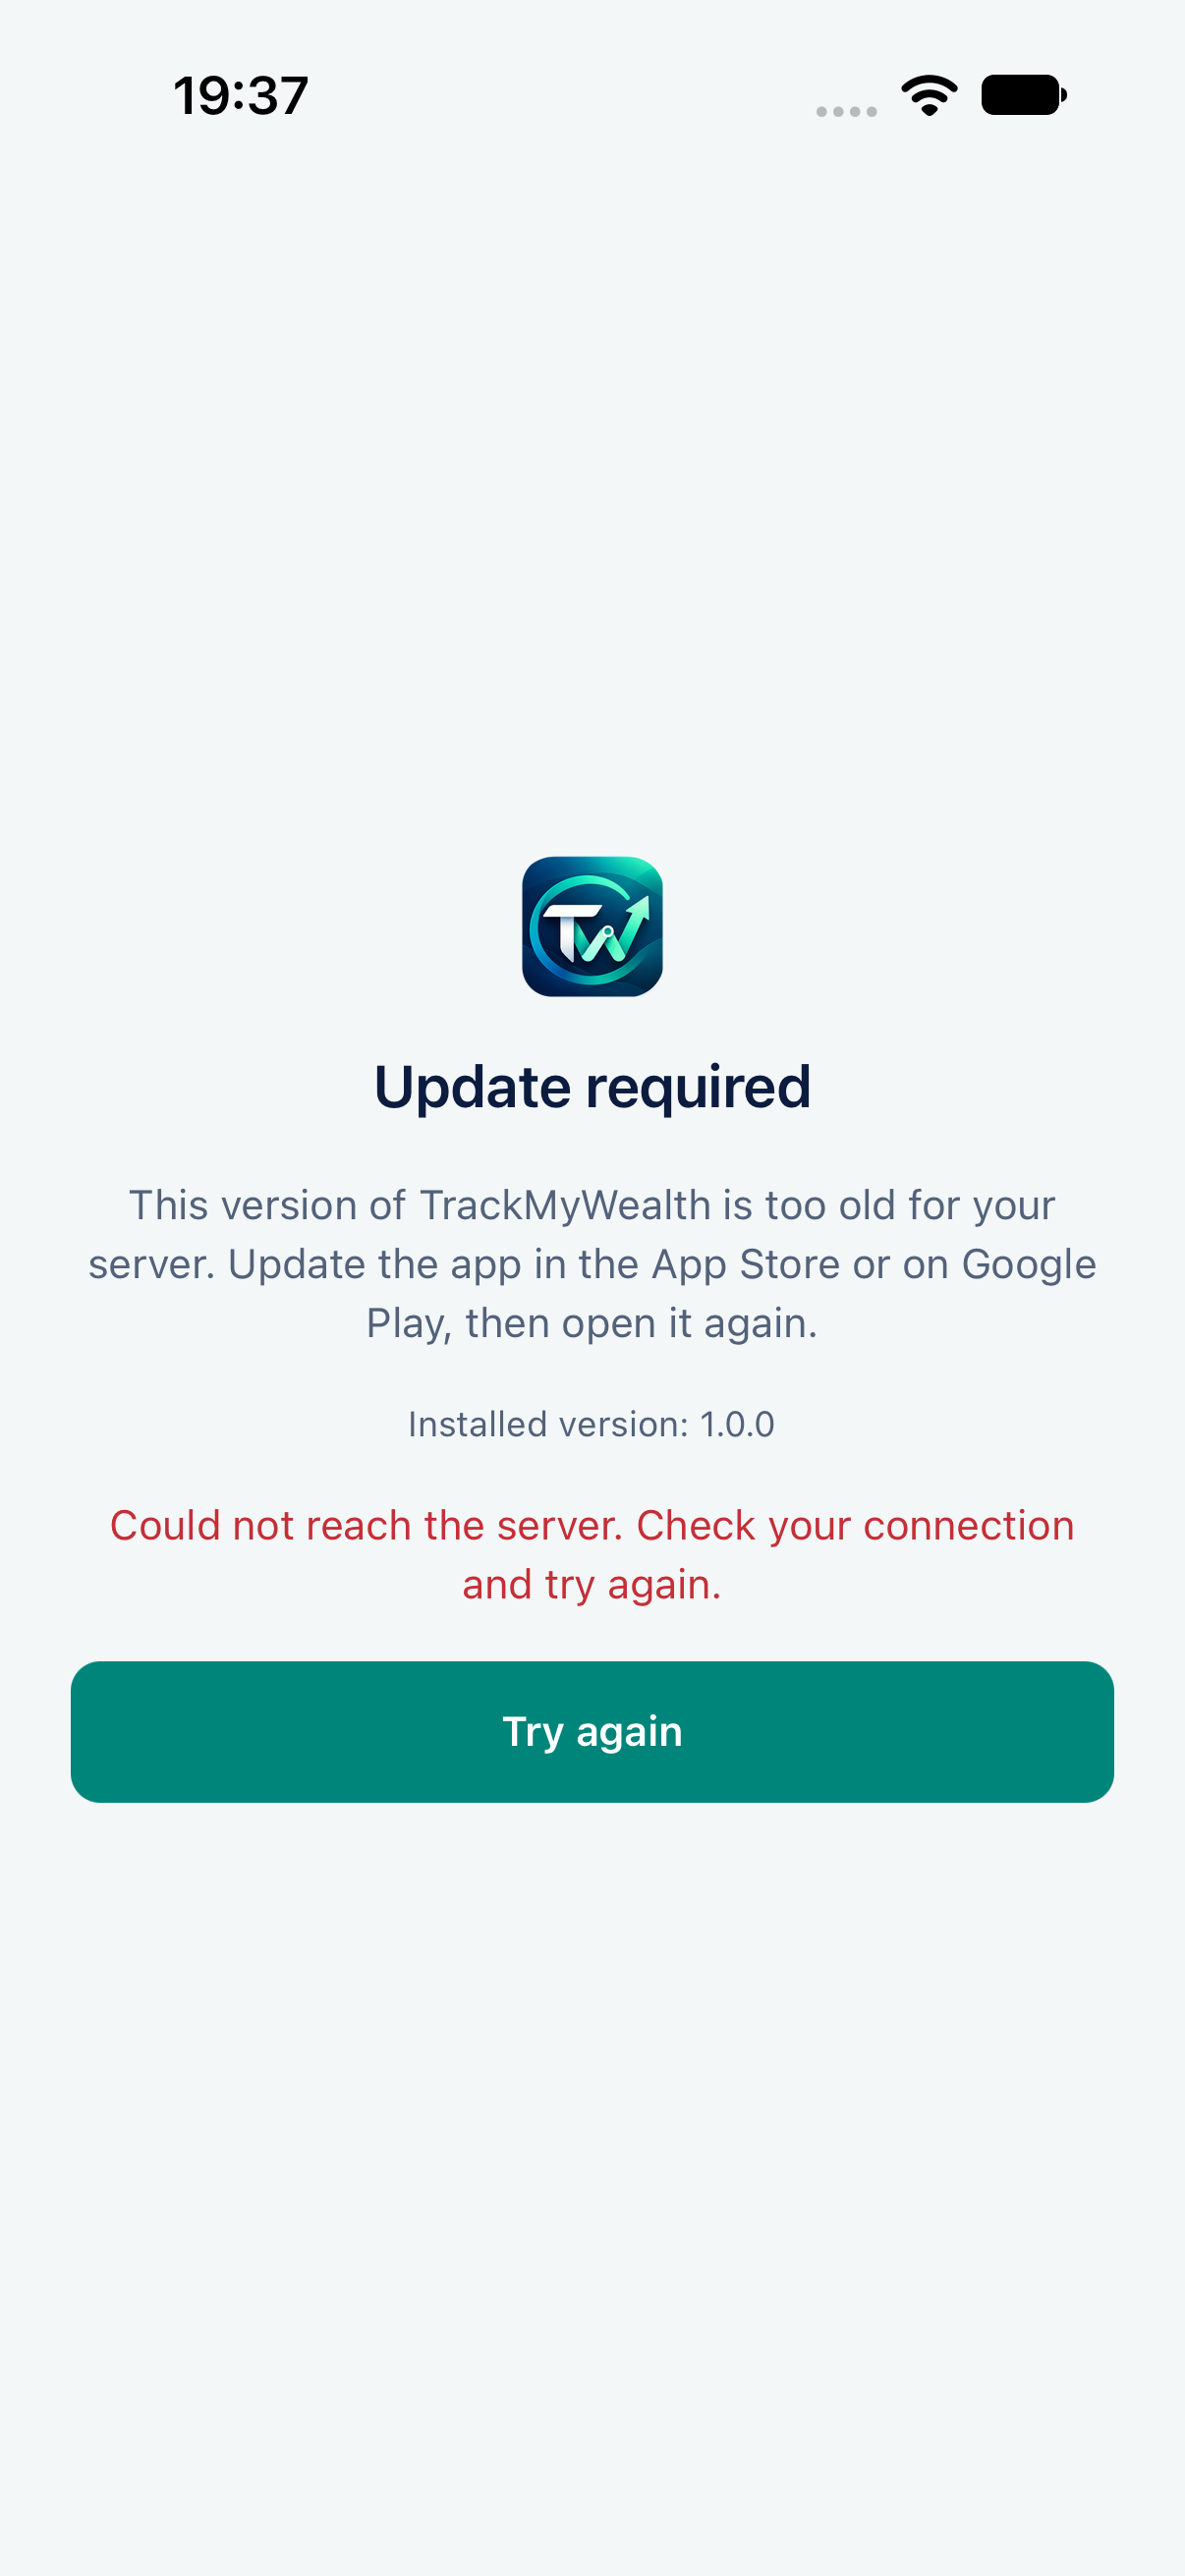 19:37
TW
Update required
This version of TrackMyWealth is too old for your
server. Update the app in the App Store or on Google
Play, then open it again.
Installed version: 1.0.0
Could not reach the server. Check your connection
and try again.
Try again